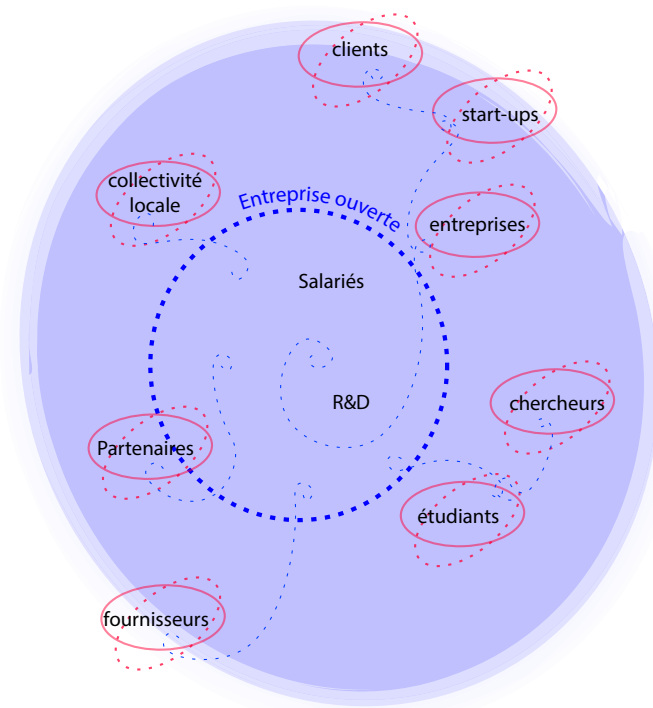 clients
start-ups
collectivité
locale
Entreprise ouverte
entreprises
Salariés
R&D
chercheurs
Partenaires
étudiants
fournisseurs